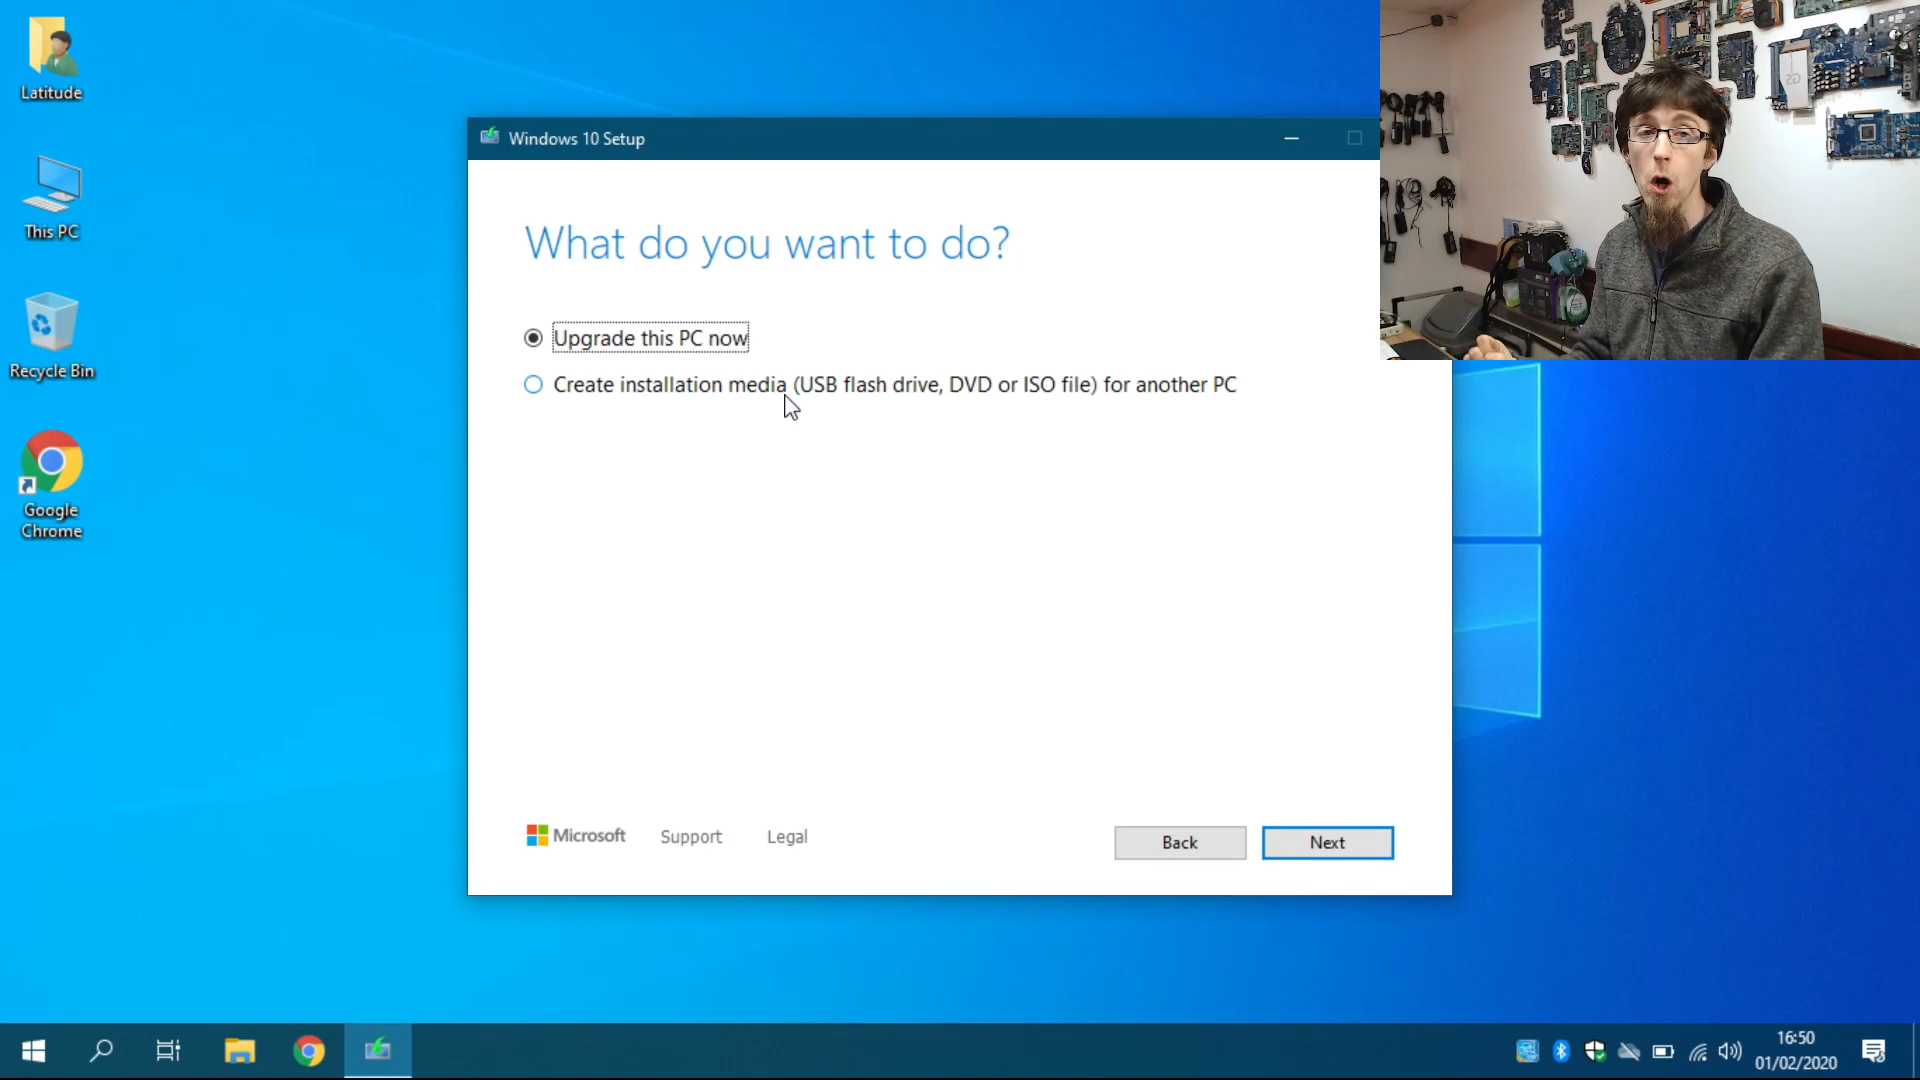 Latitude
This PC
Recycle Bin
Google
Chrome
Windows 10 Setup
What do you want to do?
Upgrade this PC now
Create installation media (USB flash drive, DVD or ISO file) for another PC
Microsoft
Support
Legal
Back
Next
16:50
01/02/2020